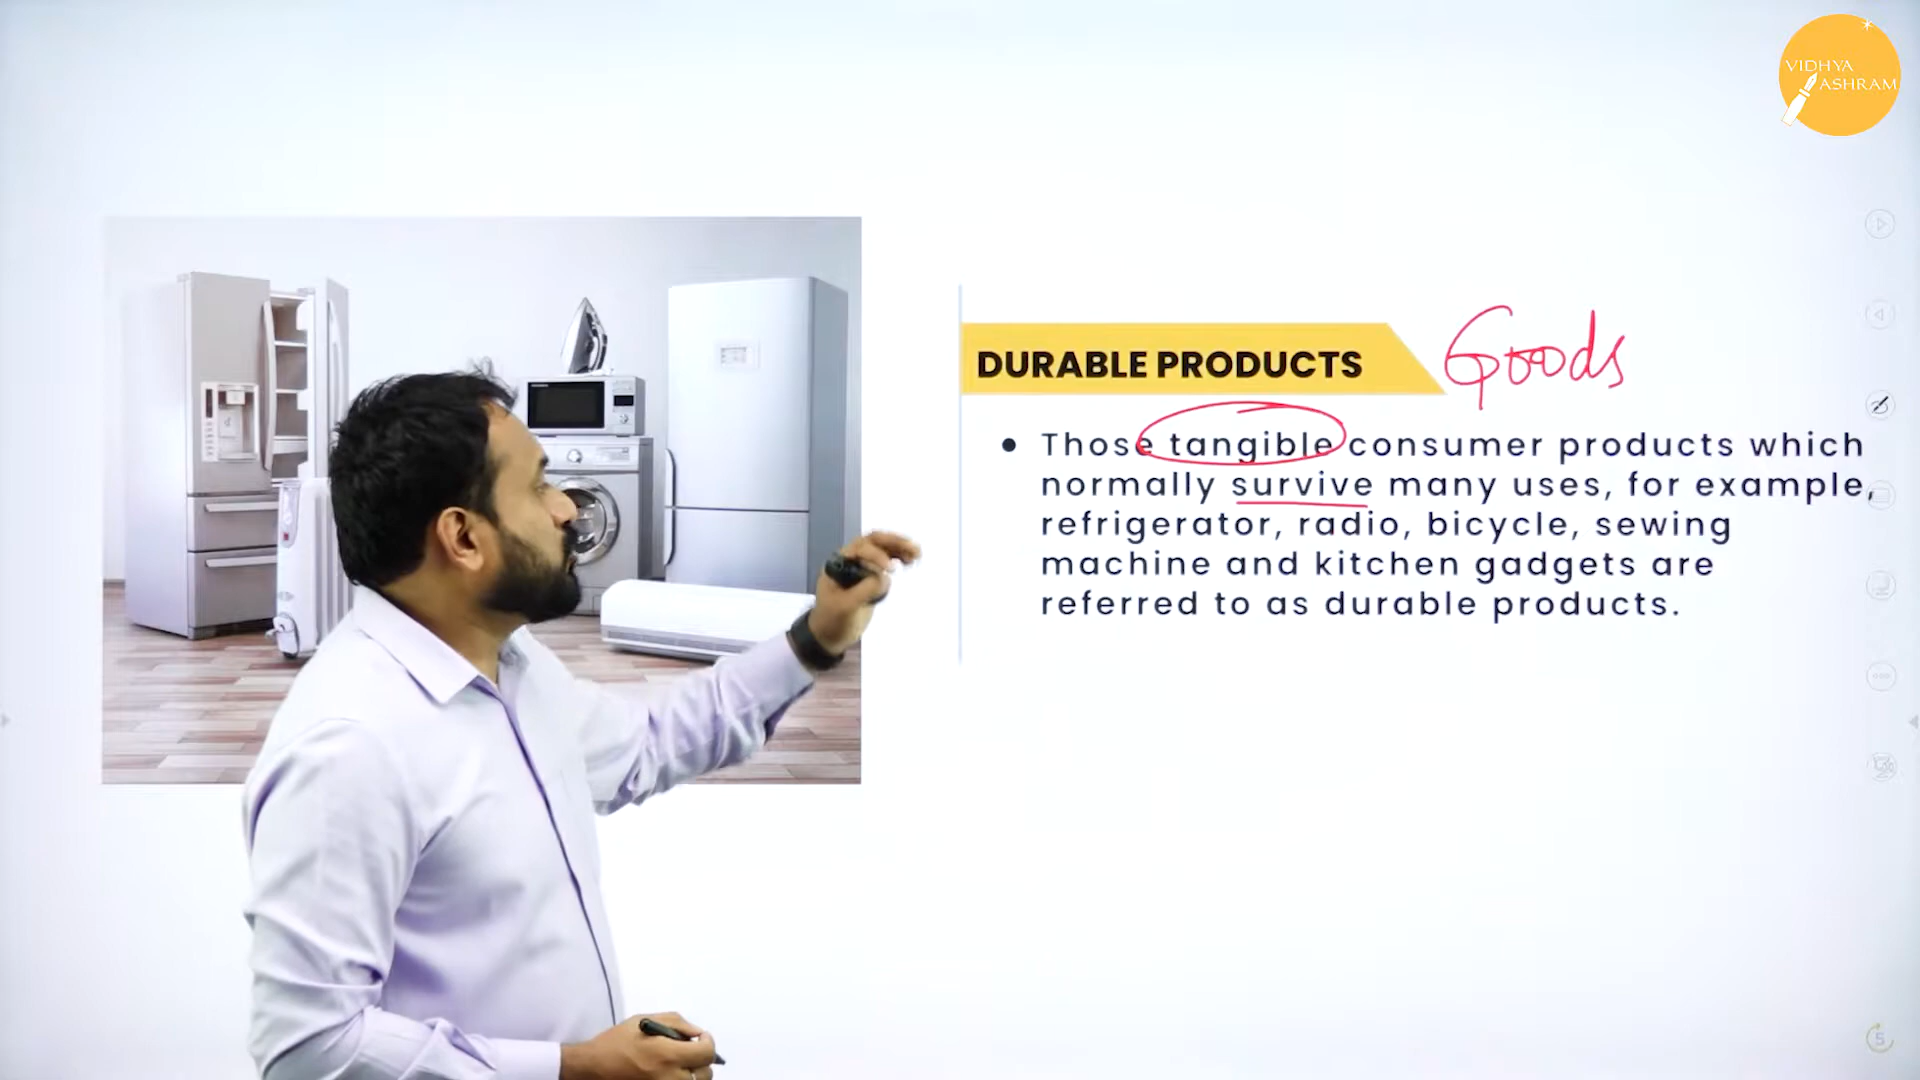 VIDHYA
ASHRAM
DURABLE PRODUCTS Goods
• Those tangible consumer products which
normally survive many uses, for example,
refrigerator, radio, bicycle, sewing
machine and kitchen gadgets are
referred to as durable products.
5